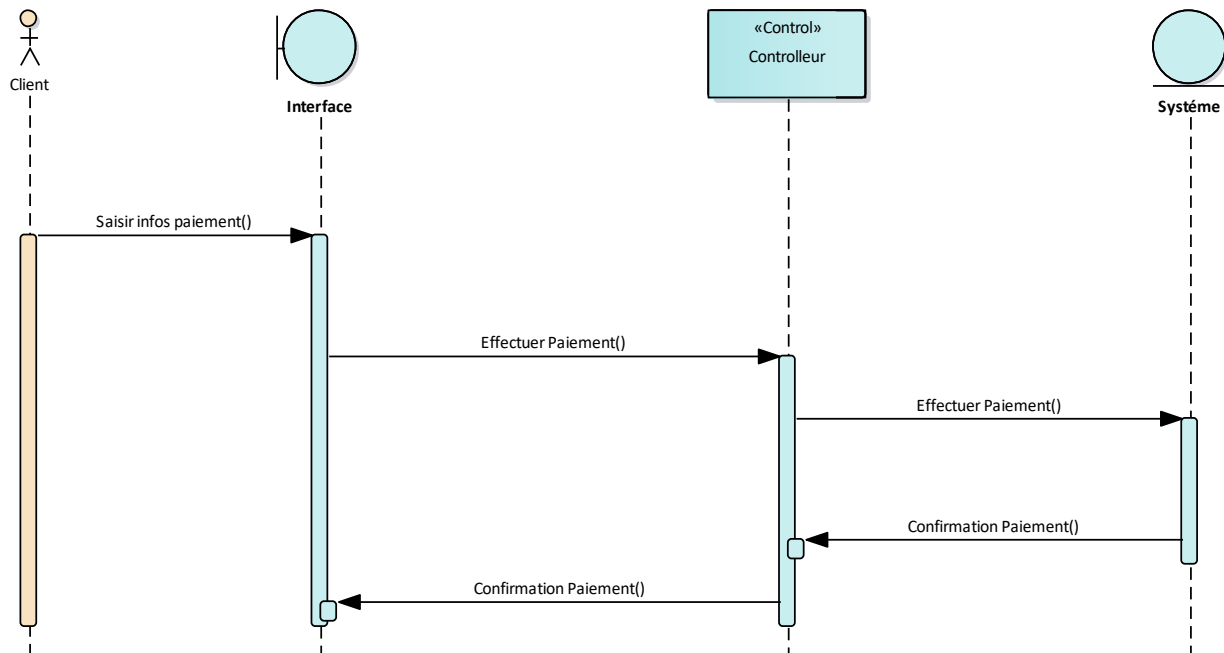 «Control»
Controlleur
Client
Interface
Systéme
Saisir infos paiement()
Effectuer Paiement()
Effectuer Paiement()
Confirmation Paiement()
Confirmation Paiement()